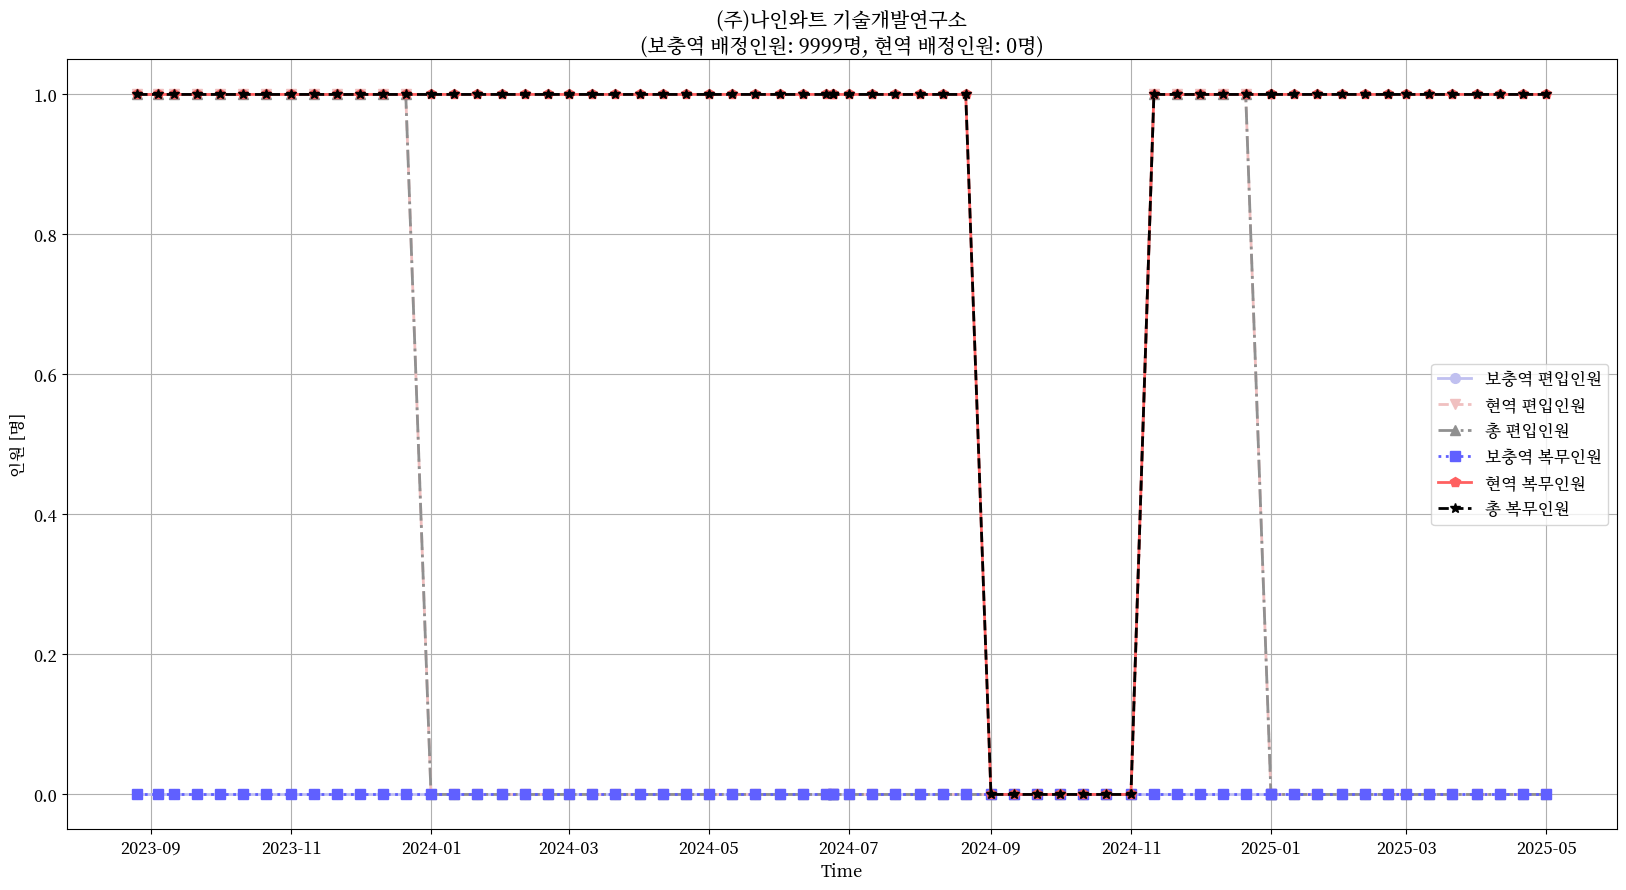 (주)나인와트 기술개발연구소
(보충역 배정인원: 9999명, 현역 배정인원: 0명)
1.0
0.8
0.6
0.4
0.2
0.0
인원 [명]
보충역 편입인원
현역 편입인원
총 편입인원
보충역 복무인원
현역 복무인원
총 복무인원
2023-09 2023-11 2024-01 2024-03 2024-05 2024-07 2024-09 2024-11 2025-01 2025-03 2025-05
Time